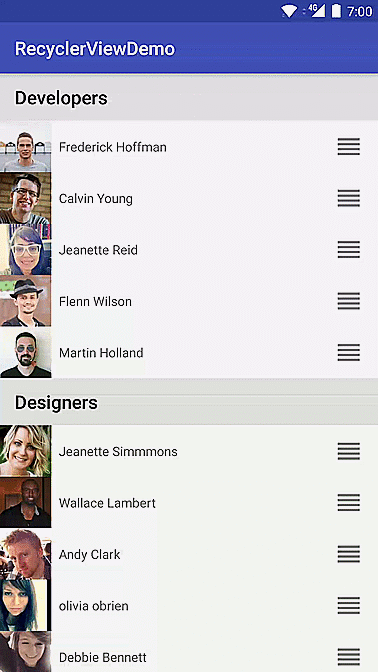 4G 7:00
RecyclerViewDemo
Developers
Frederick Hoffman
Calvin Young
Jeanette Reid
Flenn Wilson
Martin Holland
Designers
Jeanette Simmmons
Wallace Lambert
Andy Clark
olivia obrien
Debbie Bennett